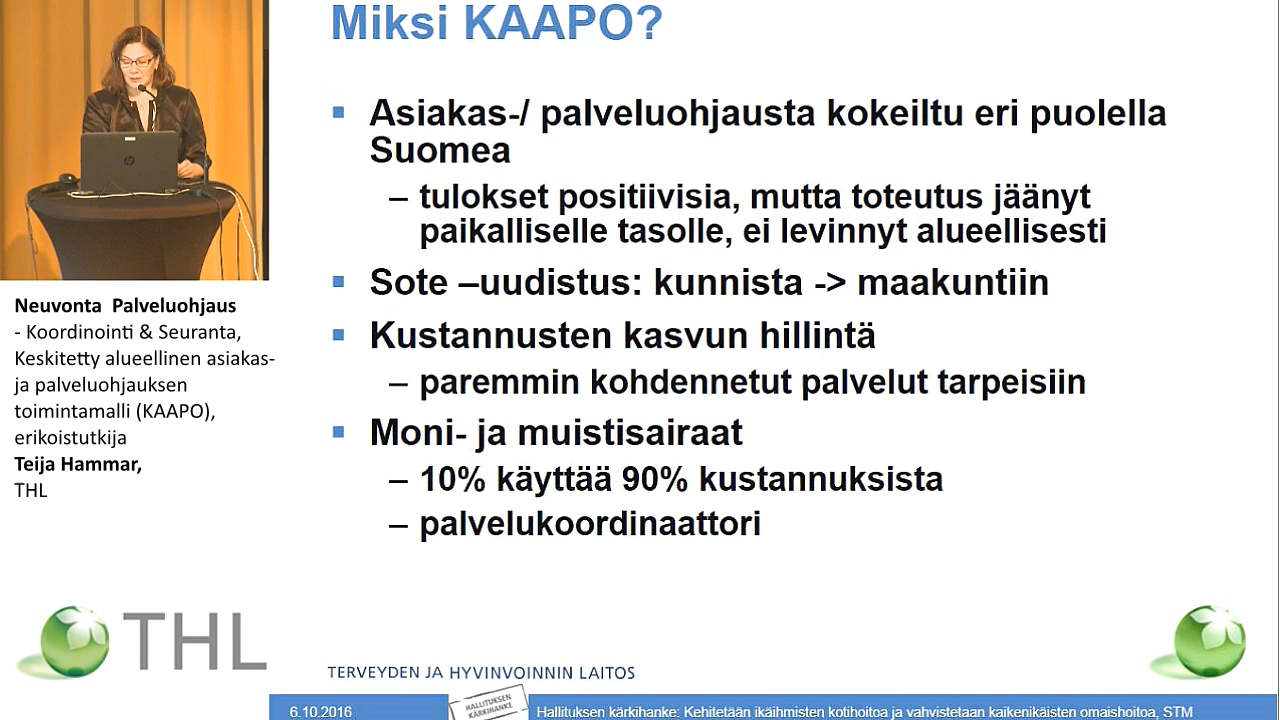 Miksi KAAPO?
Asiakas-/ palveluohjausta kokeiltu eri puolella
Suomea
– tulokset positiivisia, mutta toteutus jäänyt
paikalliselle tasolle, ei levinnyt alueellisesti
Sote –uudistus: kunnista -> maakuntiin
Kustannusten kasvun hillintä
– paremmin kohdennetut palvelut tarpeisiin
Moni- ja muistisairaat
– 10% käyttää 90% kustannuksista
– palvelukoordinaattori
Neuvonta Palveluohjaus
- Koordinointi & Seuranta,
Keskitetty alueellinen asiakas-
ja palveluohjauksen
toimintamalli (KAAPO),
erikoistutkija
Teija Hammar,
THL
THL
TERVEYDEN JA HYVINVOINNIN LAITOS
6.10.2016
HALLITUKSEN
KÄRKIHANKE
Hallituksen kärkihanke: Kehitetään ikäihmisten kotihoitoa ja vahvistetaan kaikenikäisten omaishoitoa, STM